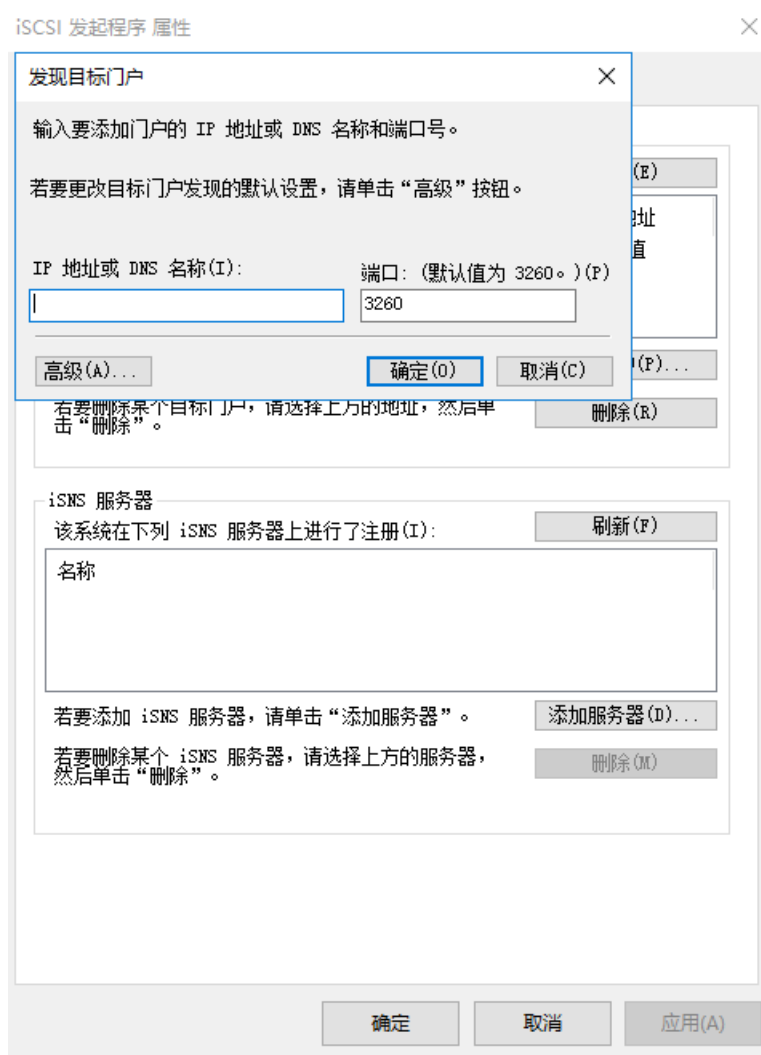 iSCSI 发起程序 属性
发现目标门户
输入要添加门户的 IP 地址或 DNS 名称和端口号。
若要更改目标门户发现的默认设置，请单击“高级”按钮。
IP 地址或 DNS 名称(I):
端口: (默认值为 3260。)(P)
3260
高级(A)...
确定(O)
取消(C)
(E)
地址
值
(P)...
若要删除某个目标门户，请选择上方的地址，然后单
击“删除”。
删除(R)
iSNS 服务器
该系统在下列 iSNS 服务器上进行了注册(I):
刷新(F)
名称
若要添加 iSNS 服务器，请单击“添加服务器”。
添加服务器(D)...
若要删除某个 iSNS 服务器，请选择上方的服务器，
然后单击“删除”。
删除(M)
确定
取消
应用(A)